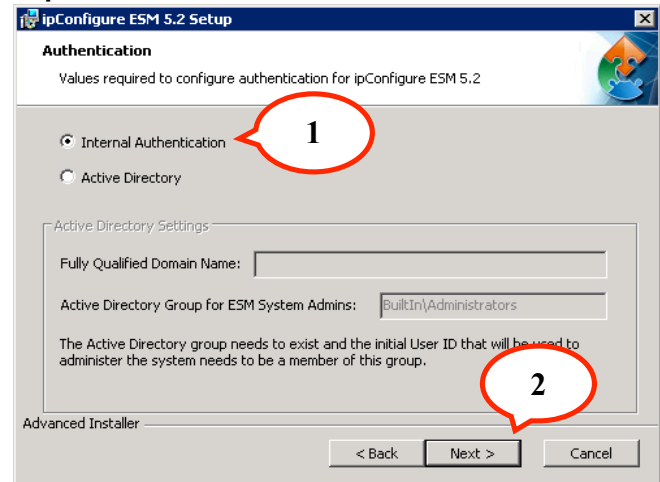 ipConfigure ESM 5.2 Setup
Authentication
Values required to configure authentication for ipConfigure ESM 5.2
Internal Authentication
1
Active Directory
Active Directory Settings
Fully Qualified Domain Name:
Active Directory Group for ESM System Admins: BuiltIn\Administrators
The Active Directory group needs to exist and the initial User ID that will be used to
administer the system needs to be a member of this group.
2
Advanced Installer
< Back Next > Cancel